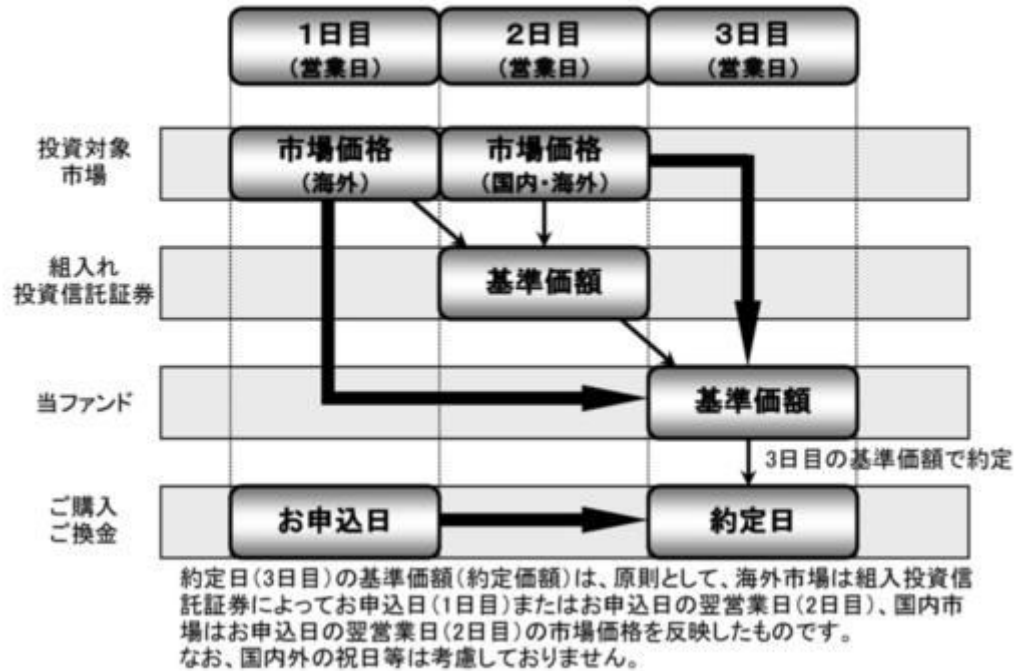 1日目 2日目 3日目
(営業日) (営業日) (営業日)
投資対象
市場
市場価格
(海外)
市場価格
(国内・海外)
組入れ
投資信託証券
基準価額
当ファンド
基準価額
3日目の基準価額で約定
ご購入
ご換金
お申込日
約定日
約定日(3日目)の基準価額(約定価額)は、原則として、海外市場は組入投資信
託証券によってお申込日(1日目)またはお申込日の翌営業日(2日目)、国内市
場はお申込日の翌営業日(2日目)の市場価格を反映したものです。
なお、国内外の祝日等は考慮しておりません。